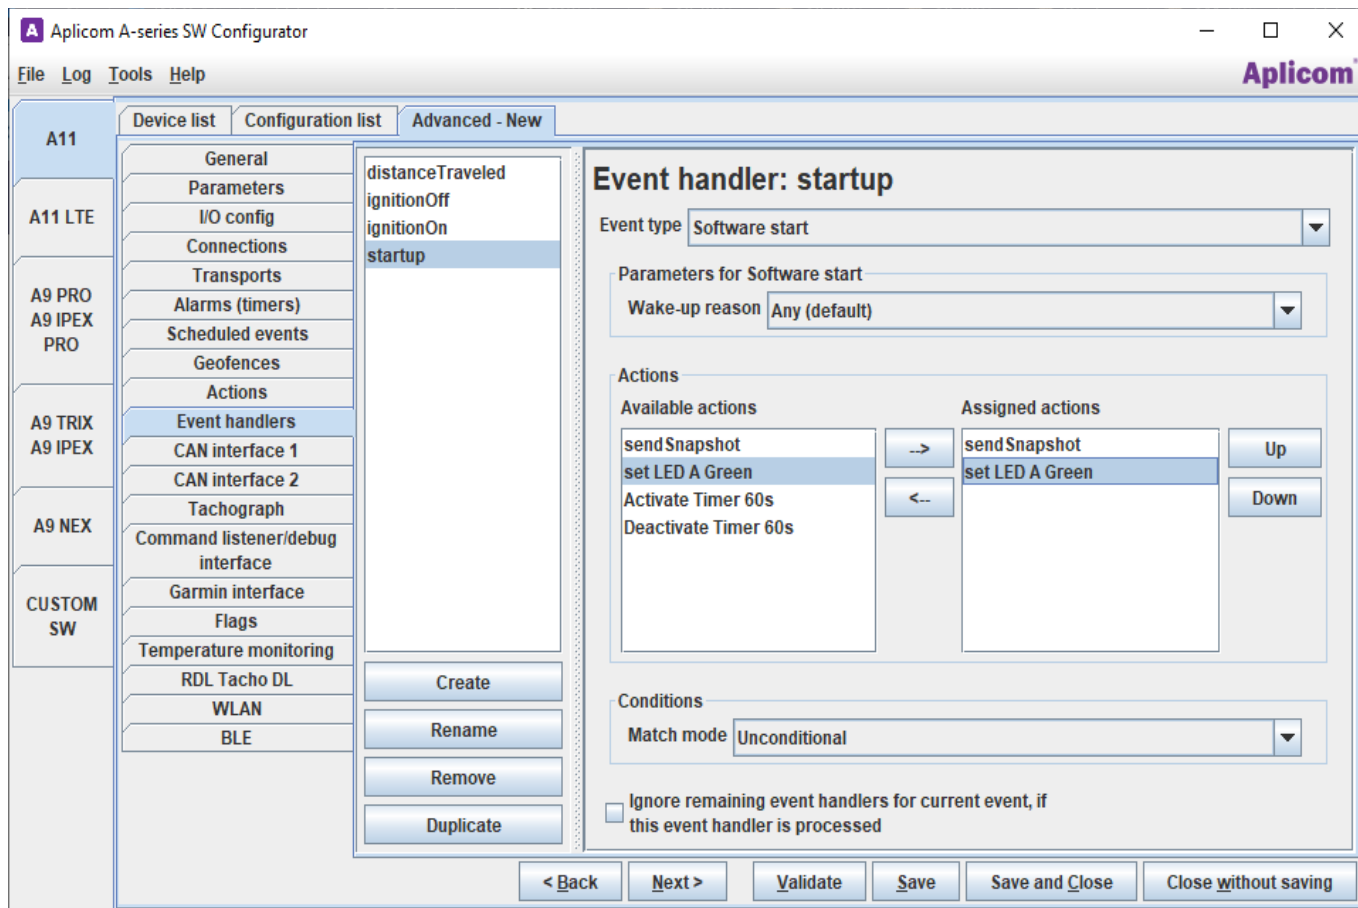 A Aplicom A-series SW Configurator
File Log Tools Help
Aplicom
A11
A11 LTE
A9 PRO
A9 IPEX
PRO
A9 TRIX
A9 IPEX
A9 NEX
CUSTOM
SW
Device list
Configuration list
Advanced - New
General
Parameters
I/O config
Connections
Transports
Alarms (timers)
Scheduled events
Geofences
Actions
Event handlers
CAN interface 1
CAN interface 2
Tachograph
Command listener/debug
interface
Garmin interface
Flags
Temperature monitoring
RDL Tacho DL
WLAN
BLE
distanceTraveled
ignitionOff
ignitionOn
startup
Create
Rename
Remove
Duplicate
Event handler: startup
Event type Software start
Parameters for Software start
Wake-up reason Any (default)
Actions
Available actions
sendSnapshot
set LED A Green
Activate Timer 60s
Deactivate Timer 60s
-->
<--
Assigned actions
sendSnapshot
set LED A Green
Up
Down
Conditions
Match mode Unconditional
Ignore remaining event handlers for current event, if
this event handler is processed
< Back
Next >
Validate
Save
Save and Close
Close without saving